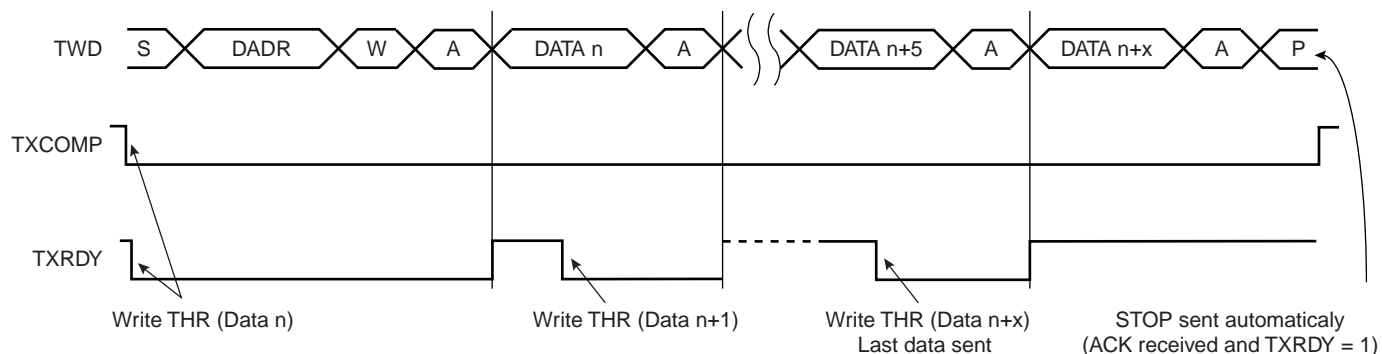 TWD S DADR W A DATA n A DATA n+5 A DATA n+x A P
TXCOMP
TXRDY
Write THR (Data n) Write THR (Data n+1) Write THR (Data n+x) STOP sent automaticaly
Last data sent (ACK received and TXRDY = 1)